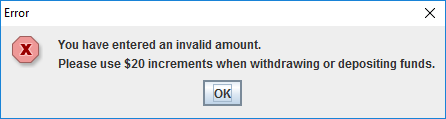 Error
You have entered an invalid amount.
Please use $20 increments when withdrawing or depositing funds.
OK